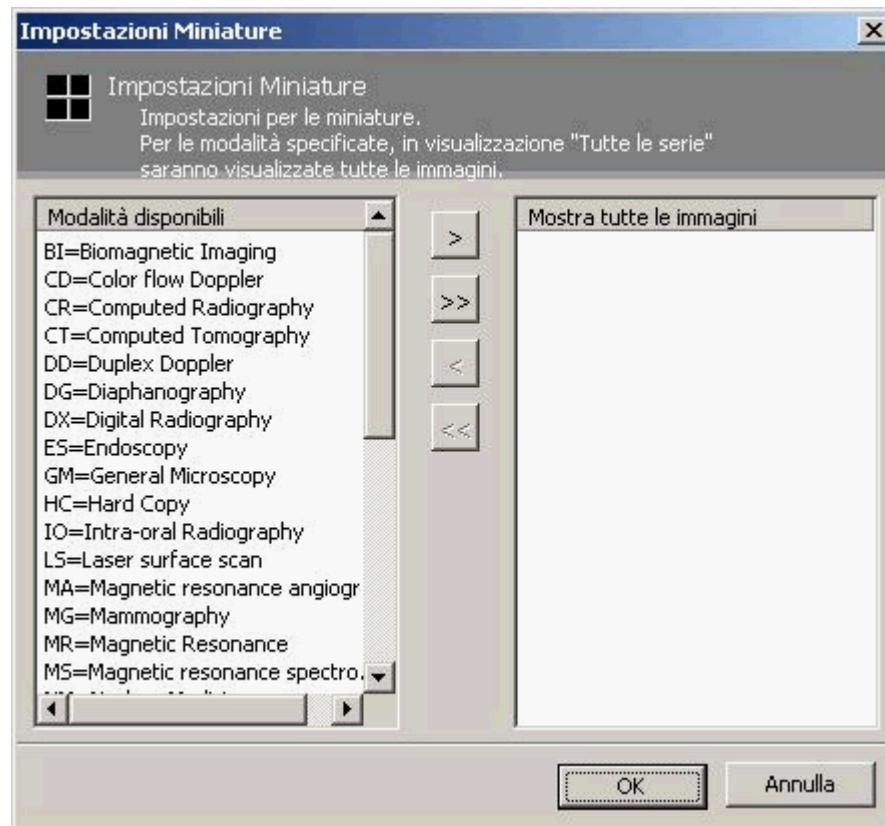 Impostazioni Miniature
Impostazioni Miniature
Impostazioni per le miniature.
Per le modalità specificate, in visualizzazione "Tutte le serie"
saranno visualizzate tutte le immagini.
Modalità disponibili
BI=Biomagnetic Imaging
CD=Color flow Doppler
CR=Computed Radiography
CT=Computed Tomography
DD=Duplex Doppler
DG=Diaphanography
DX=Digital Radiography
ES=Endoscopy
GM=General Microscopy
HC=Hard Copy
IO=Intra-oral Radiography
LS=Laser surface scan
MA=Magnetic resonance angiogr
MG=Mammography
MR=Magnetic Resonance
MS=Magnetic resonance spectro.
>
>>
<
<<
Mostra tutte le immagini
OK
Annulla